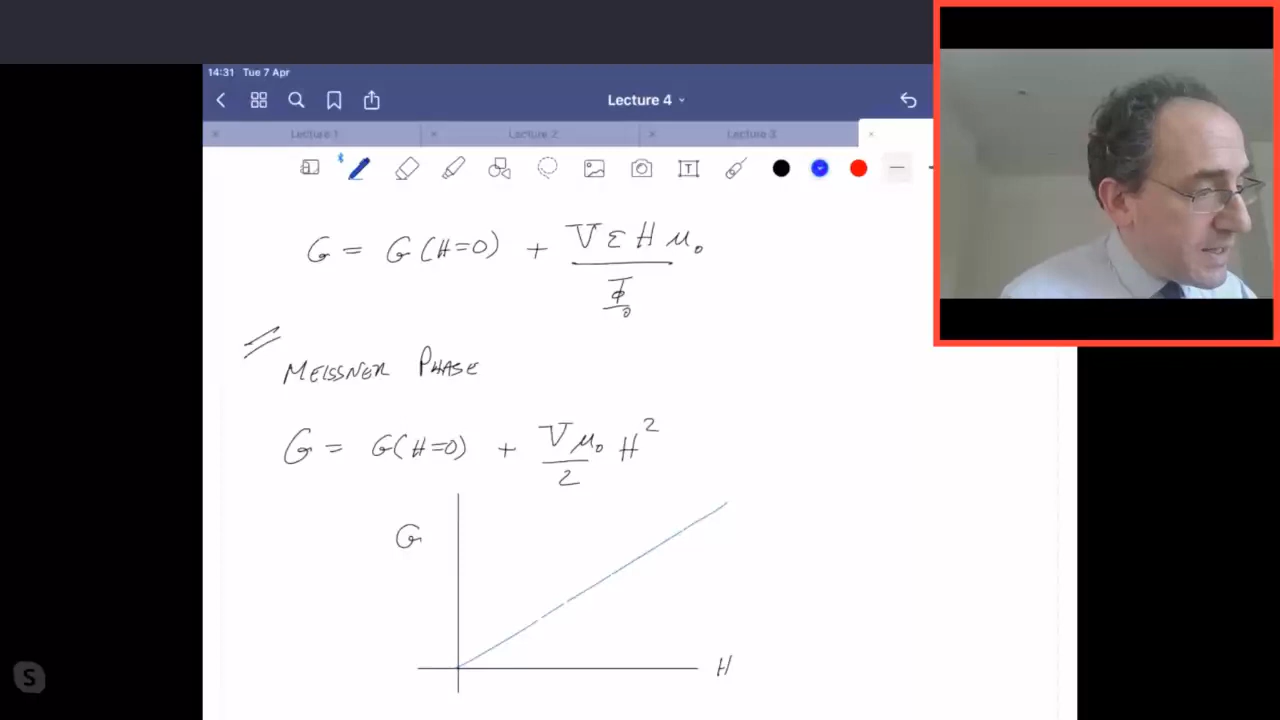 14:31 Tue 7 Apr
Lecture 4
Lecture 1 Lecture 2 Lecture 3
T
G = G(H=0) + VεHμ₀ / Φ₀
MEISSNER PHASE
G = G(H=0) + Vμ₀/2 H²
G
H
S